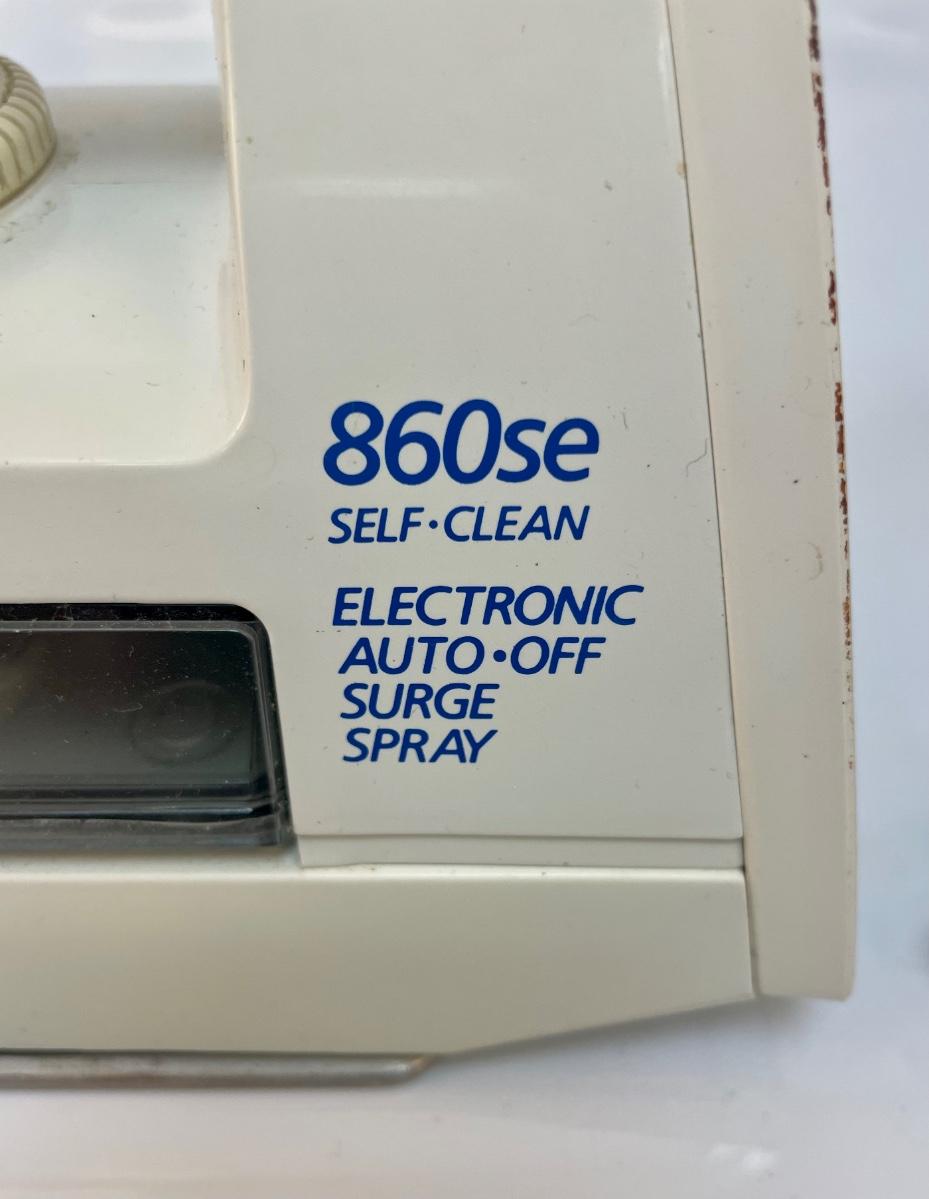 860se
SELF•CLEAN
ELECTRONIC
AUTO•OFF
SURGE
SPRAY